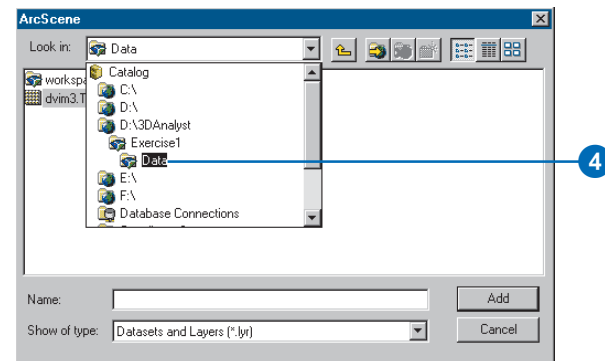 ArcScene
Look in: Data
Catalog
workspa
C:\
dvim3.T
D:\
D:\3DAnalyst
Exercise1
Data
4
E:\
F:\
Database Connections
Name:
Add
Show of type: Datasets and Layers (*.lyr)
Cancel